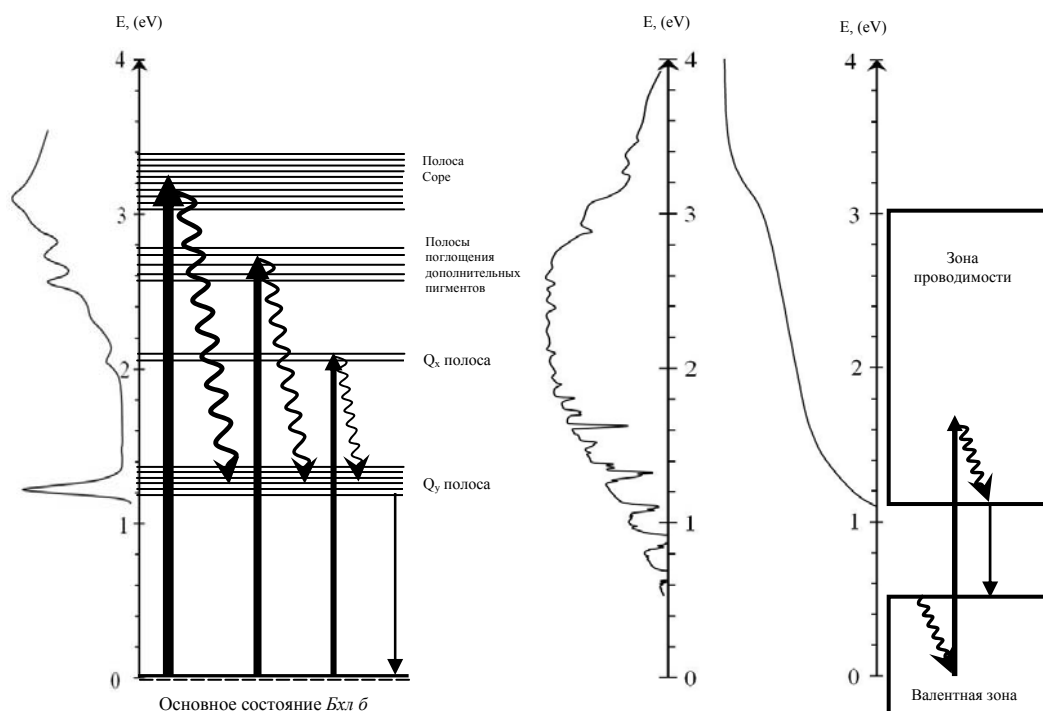 E, (eV)
E, (eV)
E, (eV)
4
3
2
1
0
Полоса
Соре
Полосы
поглощения
дополнительных
пигментов
Qx полоса
Qy полоса
Основное состояние Бхл б
4
3
2
1
0
4
3
2
1
0
Зона
проводимости
Валентная зона